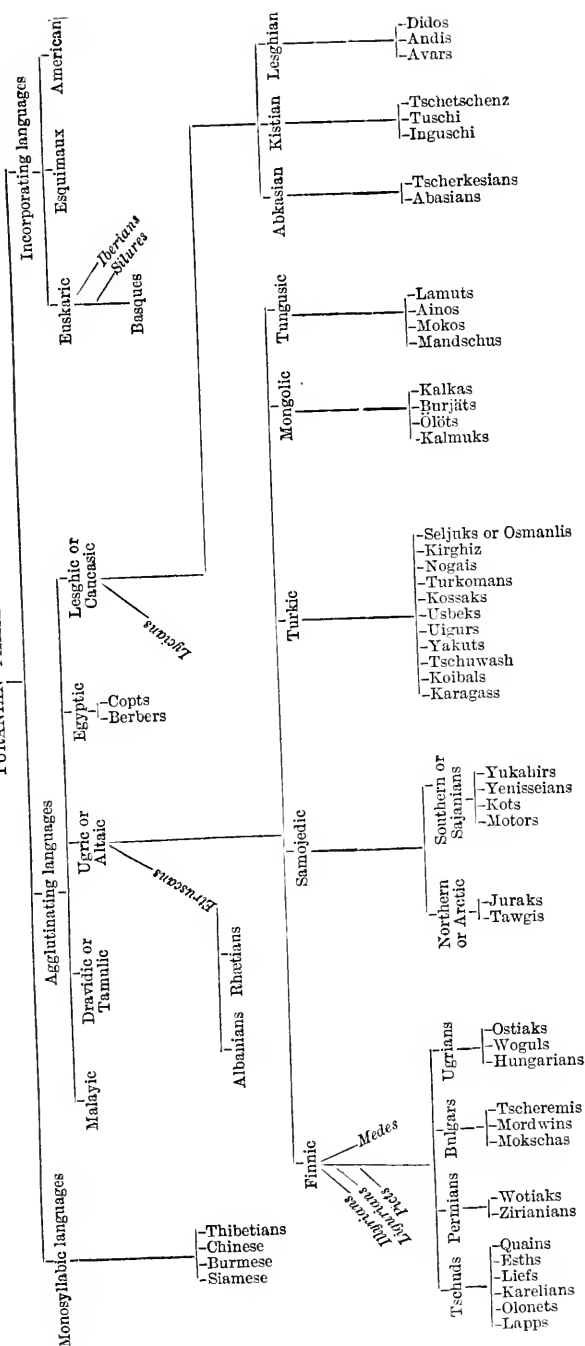 Monosyllabic languages
Agglutinating languages
Incorporating languages
-Thibetians
-Chinese
-Burmese
-Siamese
Malayic
Dravidic or
Tamulic
Ugric or
Altaic
Egyptic
Lesghic or
Caucasic
Euskaric
Esquimaux
American
Etruscans
Albanians
Rhætians
-Copts
-Berbers
Lycians
Iberians
Silures
Basques
Finnic
Samojedic
Turkic
Mongolic
Tungusic
Abkasian
Kistian
Lesghian
Illyrians
Ligurians
Picts
Medes
Tschuds
Permians
Bulgars
Ugrians
-Quains
-Esths
-Liefs
-Karelians
-Olonets
-Lapps
-Wotiaks
-Zirianians
-Tscheremis
-Mordwins
-Mokschas
-Ostiaks
-Woguls
-Hungarians
Northern
or Arctic
Southern or
Sajanians
-Juraks
-Tawgis
-Yukahirs
-Yenisseians
-Kots
-Motors
-Seljuks or Osmanlis
-Kirghiz
-Nogais
-Turkomans
-Kossaks
-Usbeks
-Uigurs
-Yakuts
-Tschuwash
-Koibals
-Karagass
-Kalkas
-Burjäts
-Ölöts
-Kalmuks
-Lamuts
-Ainos
-Mokos
-Mandschus
-Tscherkesians
-Abasians
-Tschetschenz
-Tuschi
-Inguschi
-Didos
-Andis
-Avars